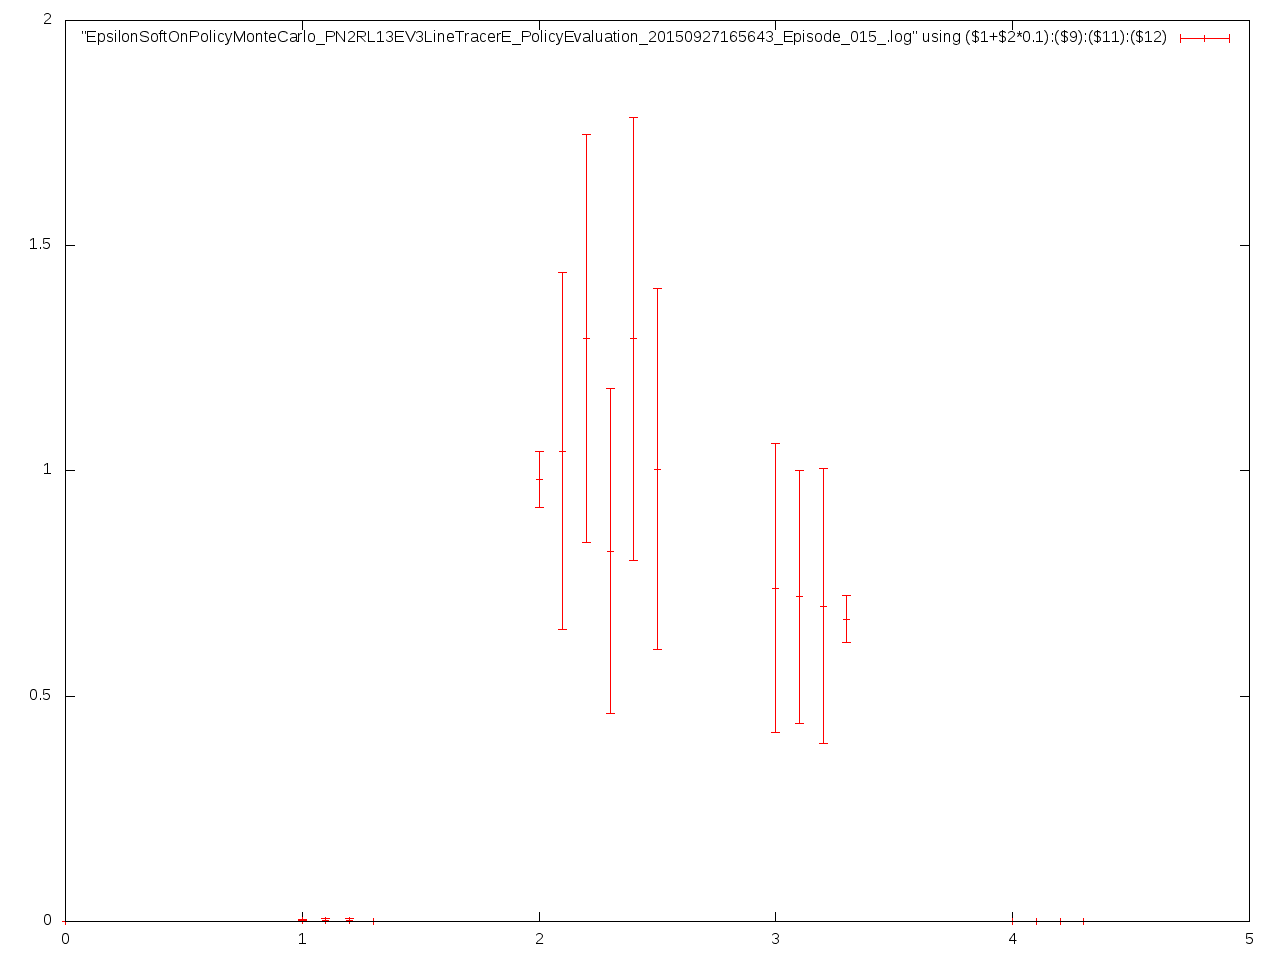 2
"EpsilonSoftOnPolicyMonteCarlo_PN2RL13EV3LineTracerE_PolicyEvaluation_20150927165643_Episode_015_.log" using ($1+$2*0.1):($9):($11):($12)
1.5
1
0.5
0
0 1 2 3 4 5